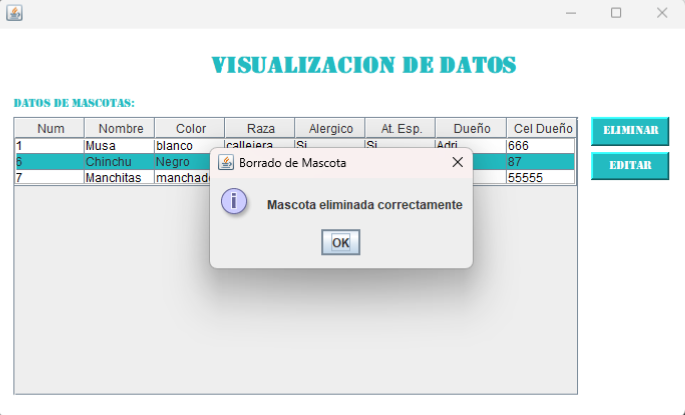 VISUALIZACION DE DATOS
DATOS DE MASCOTAS:
Num Nombre Color Raza Alergico At. Esp. Dueño Cel Dueño
1 Musa blanco callejera Si Si Adri 666
6 Chinchu Negro 87
7 Manchitas manchado 55555
ELIMINAR
EDITAR
Borrado de Mascota
Mascota eliminada correctamente
OK